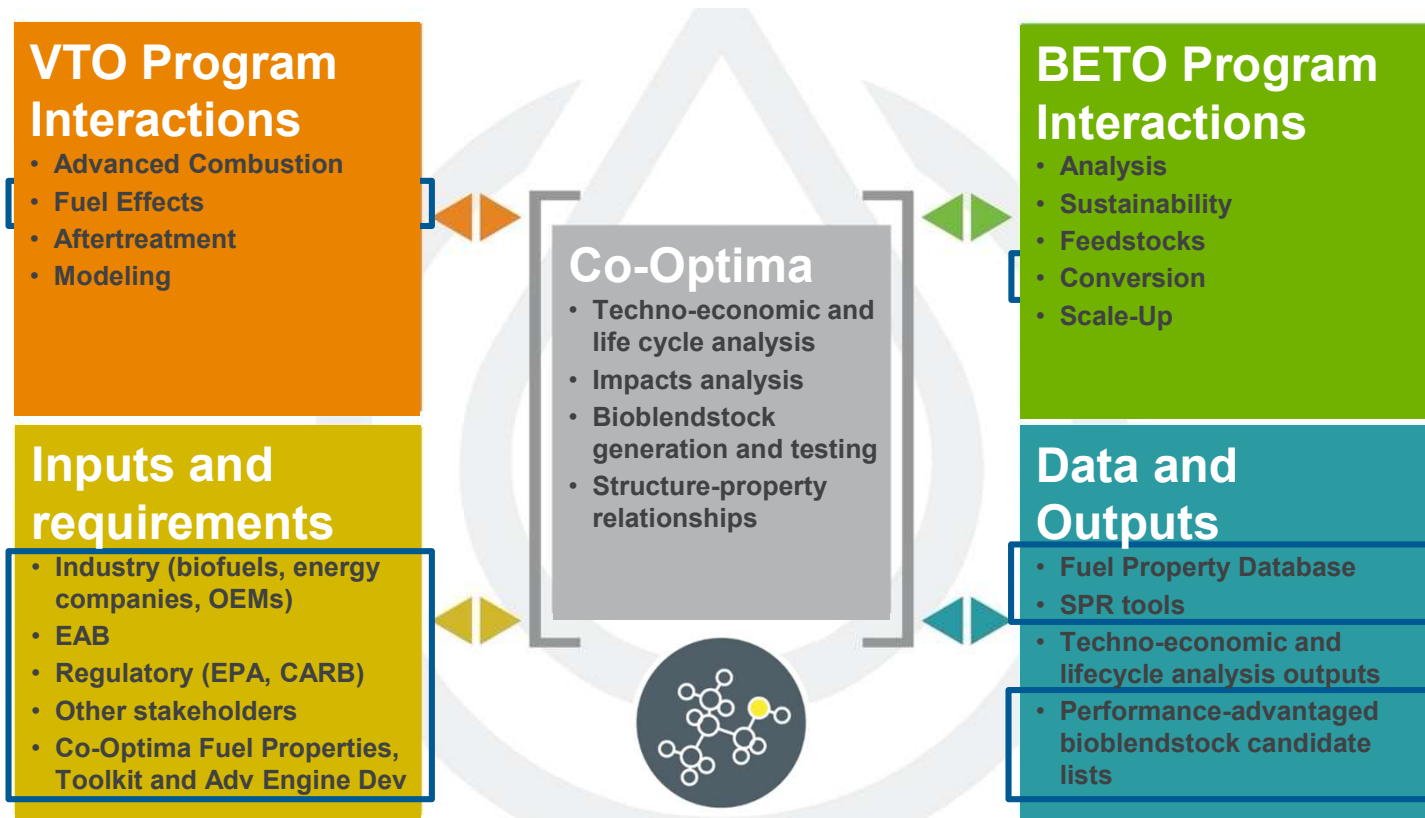 VTO Program
Interactions
• Advanced Combustion
• Fuel Effects
• Aftertreatment
• Modeling
Inputs and
requirements
• Industry (biofuels, energy
companies, OEMs)
• EAB
• Regulatory (EPA, CARB)
• Other stakeholders
• Co-Optima Fuel Properties,
Toolkit and Adv Engine Dev
Co-Optima
• Techno-economic and
life cycle analysis
• Impacts analysis
• Bioblendstock
generation and testing
• Structure-property
relationships
BETO Program
Interactions
• Analysis
• Sustainability
• Feedstocks
• Conversion
• Scale-Up
Data and
Outputs
• Fuel Property Database
• SPR tools
• Techno-economic and
lifecycle analysis outputs
• Performance-advantaged
bioblendstock candidate
lists